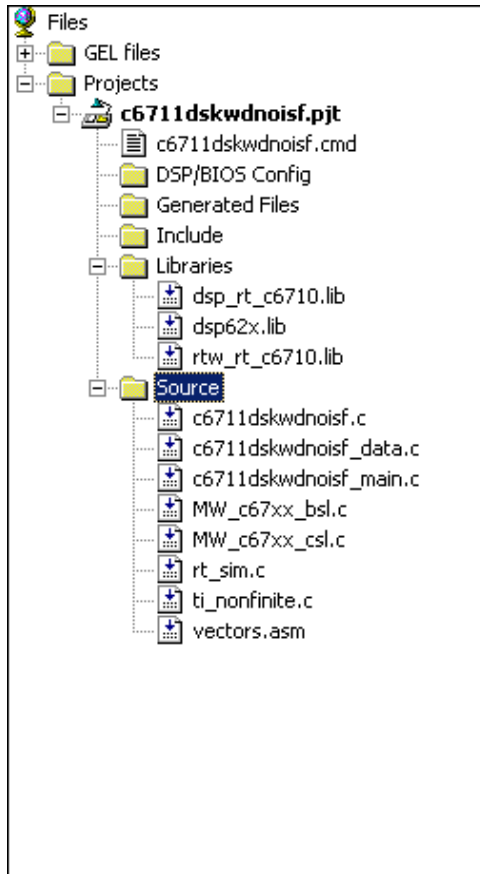 Files
GEL files
Projects
c6711dskwdnoisf.pjt
c6711dskwdnoisf.cmd
DSP/BIOS Config
Generated Files
Include
Libraries
dsp_rt_c6710.lib
dsp62x.lib
rtw_rt_c6710.lib
Source
c6711dskwdnoisf.c
c6711dskwdnoisf_data.c
c6711dskwdnoisf_main.c
MW_c67xx_bsl.c
MW_c67xx_csl.c
rt_sim.c
ti_nonfinite.c
vectors.asm